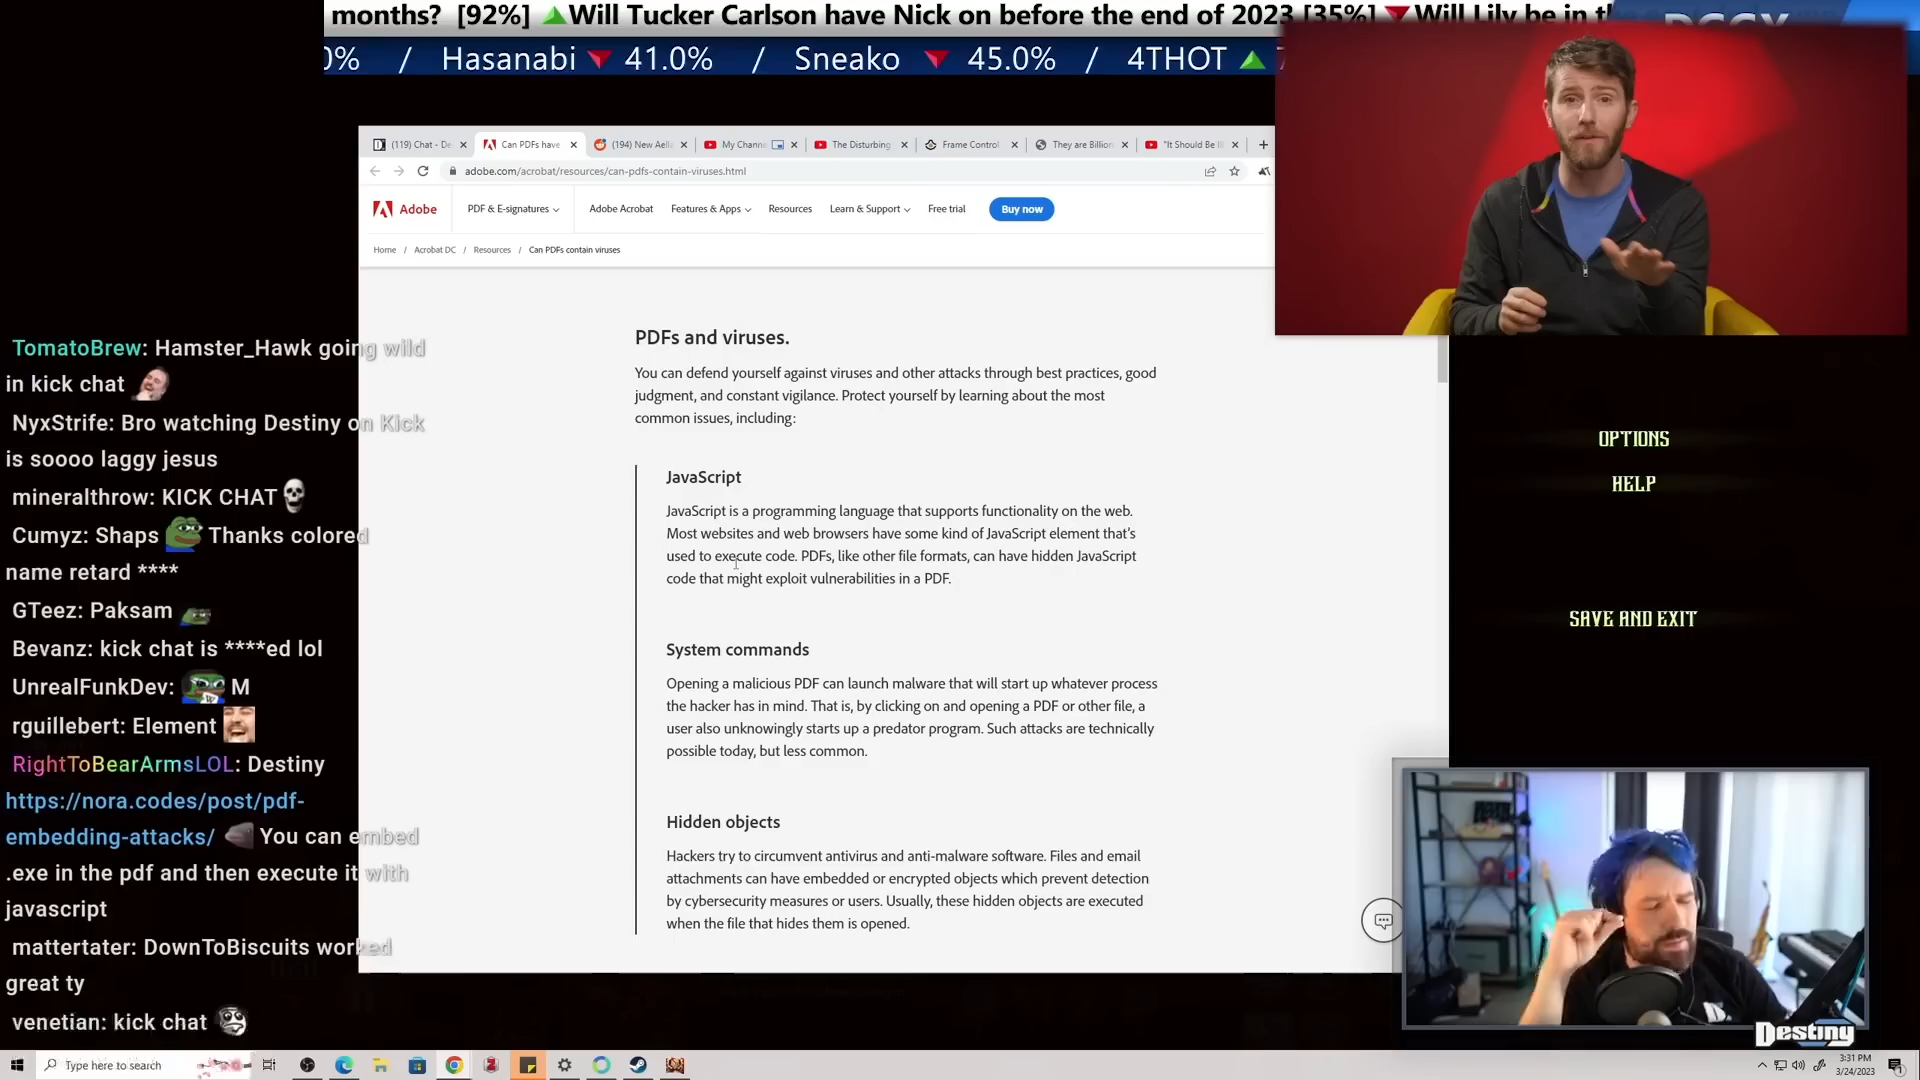 months? [92%] Will Tucker Carlson have Nick on before the end of 2023 [35%] Will Lily be in
0% / Hasanabi 41.0% / Sneako 45.0% / 4THOT
(119) Chat - De
Can PDFs have
(194) New Aella
My Channe
The Disturbing
Frame Control
They are Billion
"It Should Be Il
adobe.com/acrobat/resources/can-pdfs-contain-viruses.html
Adobe
PDF & E-signatures
Adobe Acrobat
Features & Apps
Resources
Learn & Support
Free trial
Buy now
Home / Acrobat DC / Resources / Can PDFs contain viruses
PDFs and viruses.
You can defend yourself against viruses and other attacks through best practices, good
judgment, and constant vigilance. Protect yourself by learning about the most
common issues, including:
JavaScript
JavaScript is a programming language that supports functionality on the web.
Most websites and web browsers have some kind of JavaScript element that's
used to execute code. PDFs, like other file formats, can have hidden JavaScript
code that might exploit vulnerabilities in a PDF.
System commands
Opening a malicious PDF can launch malware that will start up whatever process
the hacker has in mind. That is, by clicking on and opening a PDF or other file, a
user also unknowingly starts up a predator program. Such attacks are technically
possible today, but less common.
Hidden objects
Hackers try to circumvent antivirus and anti-malware software. Files and email
attachments can have embedded or encrypted objects which prevent detection
by cybersecurity measures or users. Usually, these hidden objects are executed
when the file that hides them is opened.
TomatoBrew: Hamster_Hawk going wild
in kick chat
NyxStrife: Bro watching Destiny on Kick
is soooo laggy jesus
mineralthrow: KICK CHAT
Cumyz: Shaps Thanks colored
name retard ****
GTeez: Paksam
Bevanz: kick chat is ****ed lol
UnrealFunkDev: M
rguillebert: Element
RightToBearArmsLOL: Destiny
https://nora.codes/post/pdf-
embedding-attacks/ You can embed
.exe in the pdf and then execute it with
javascript
mattertater: DownToBiscuits worked
great ty
venetian: kick chat
OPTIONS
HELP
SAVE AND EXIT
Destiny
Type here to search
3:31 PM
3/24/2023